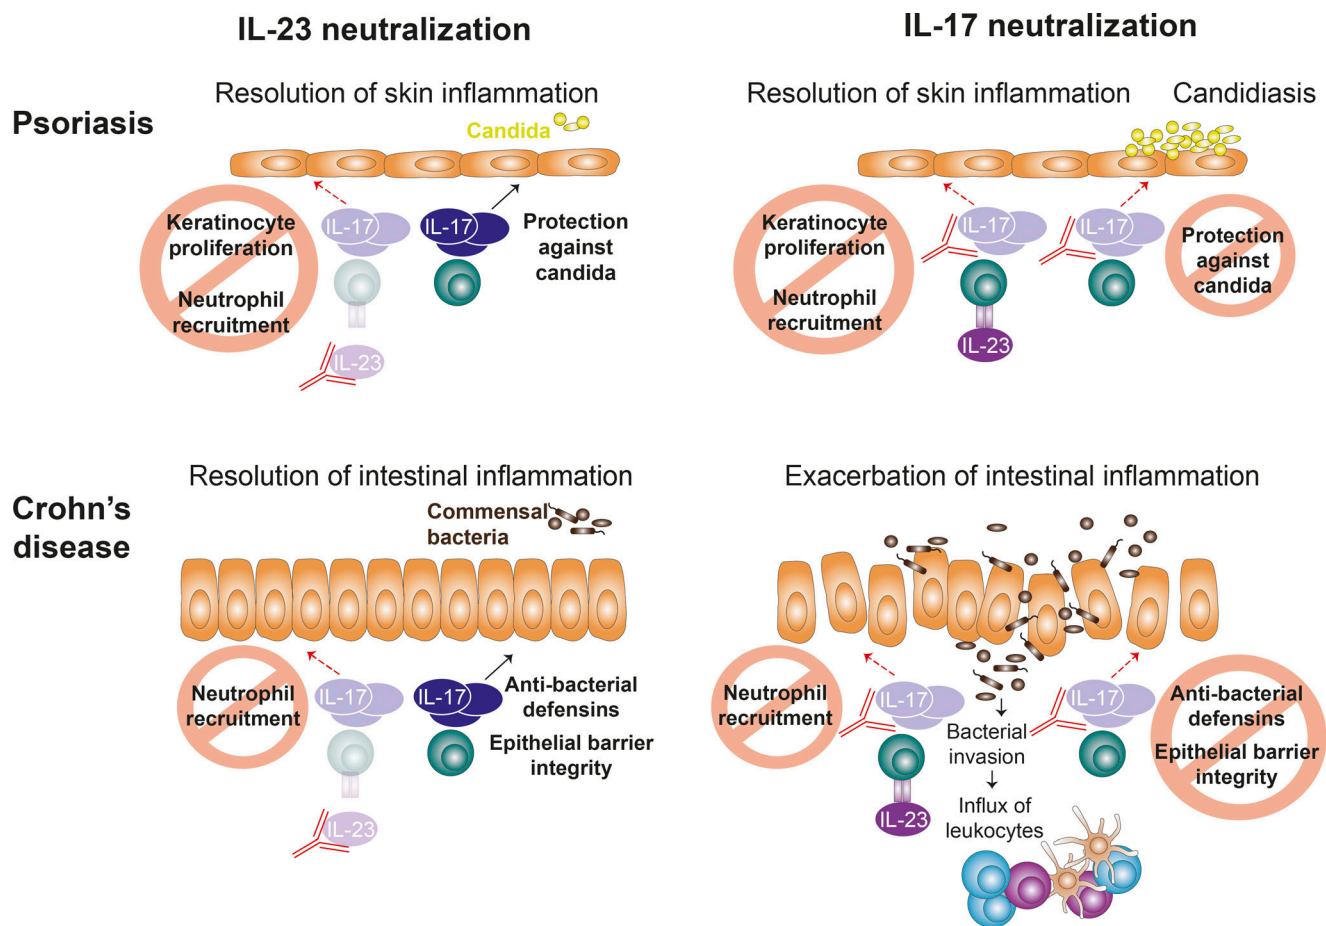 IL-23 neutralization
IL-17 neutralization
Psoriasis
Resolution of skin inflammation
Candida
Keratinocyte
proliferation
Neutrophil
recruitment
IL-17
IL-17
Protection
against
candida
IL-23
Resolution of skin inflammation
Candidiasis
Keratinocyte
proliferation
Neutrophil
recruitment
IL-17
IL-17
Protection
against
candida
IL-23
Crohn's
disease
Resolution of intestinal inflammation
Commensal
bacteria
Neutrophil
recruitment
IL-17
IL-17
Anti-bacterial
defensins
Epithelial barrier
integrity
IL-23
Exacerbation of intestinal inflammation
Neutrophil
recruitment
IL-17
IL-17
Bacterial
invasion
Anti-bacterial
defensins
Epithelial barrier
integrity
IL-23
Influx of
leukocytes